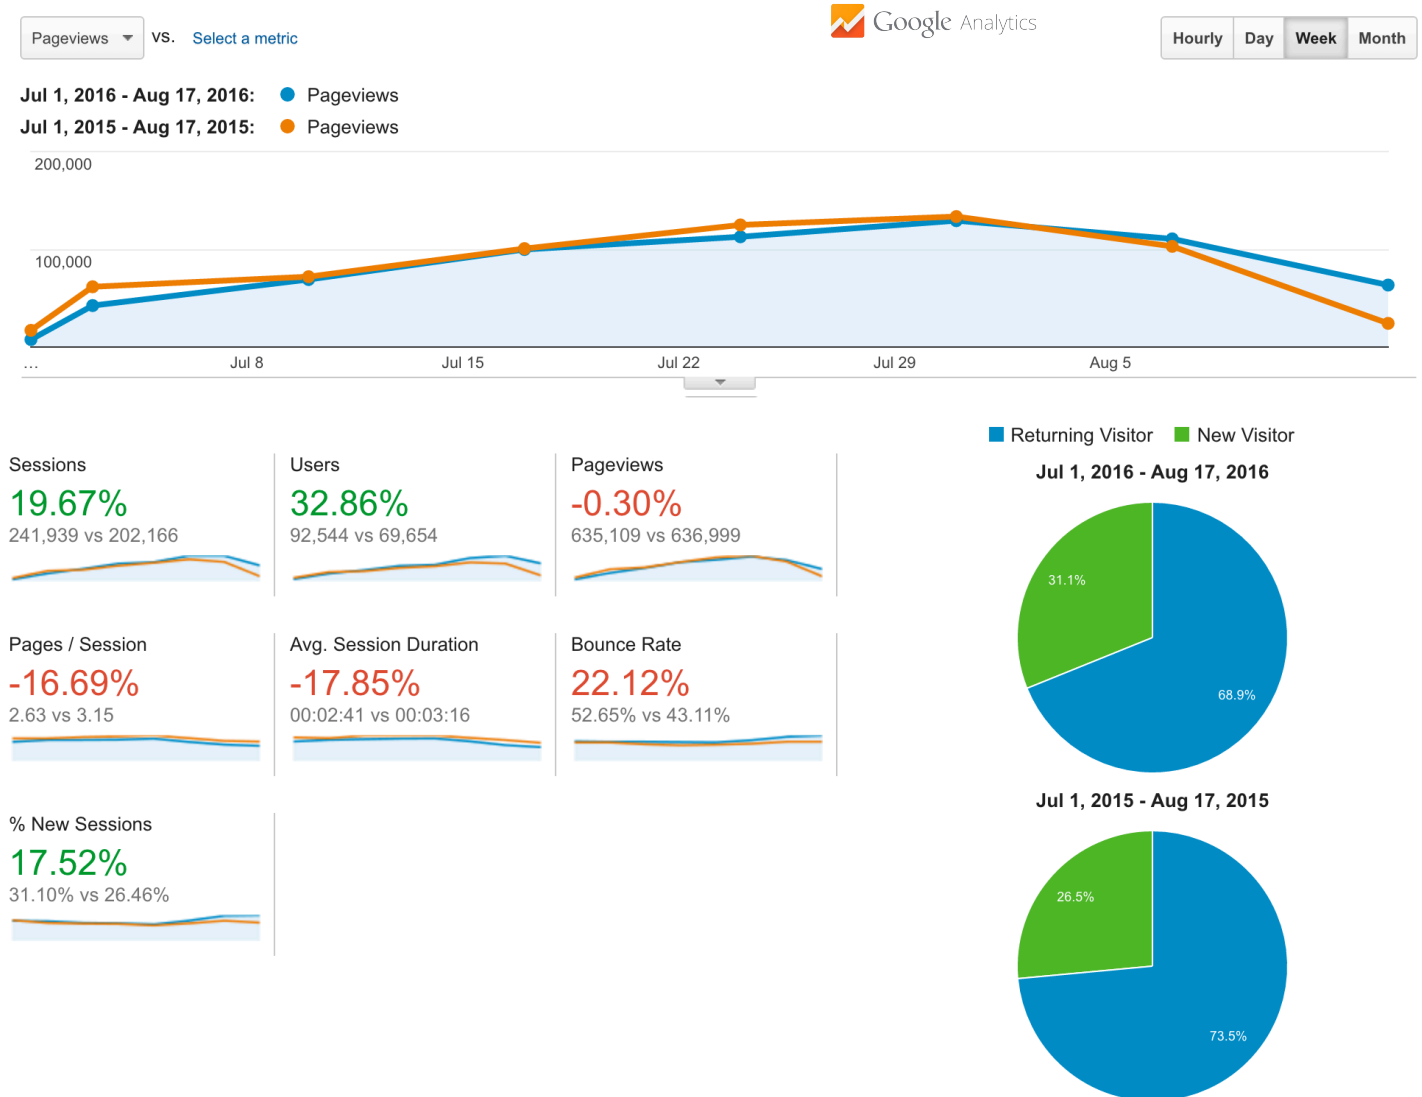 Pageviews vs. Select a metric
Google Analytics
Hourly Day Week Month
Jul 1, 2016 - Aug 17, 2016: Pageviews
Jul 1, 2015 - Aug 17, 2015: Pageviews
200,000
100,000
... Jul 8 Jul 15 Jul 22 Jul 29 Aug 5
Returning Visitor New Visitor
Sessions
19.67%
241,939 vs 202,166
Users
32.86%
92,544 vs 69,654
Pageviews
-0.30%
635,109 vs 636,999
Pages / Session
-16.69%
2.63 vs 3.15
Avg. Session Duration
-17.85%
00:02:41 vs 00:03:16
Bounce Rate
22.12%
52.65% vs 43.11%
% New Sessions
17.52%
31.10% vs 26.46%
Jul 1, 2016 - Aug 17, 2016
31.1%
68.9%
Jul 1, 2015 - Aug 17, 2015
26.5%
73.5%